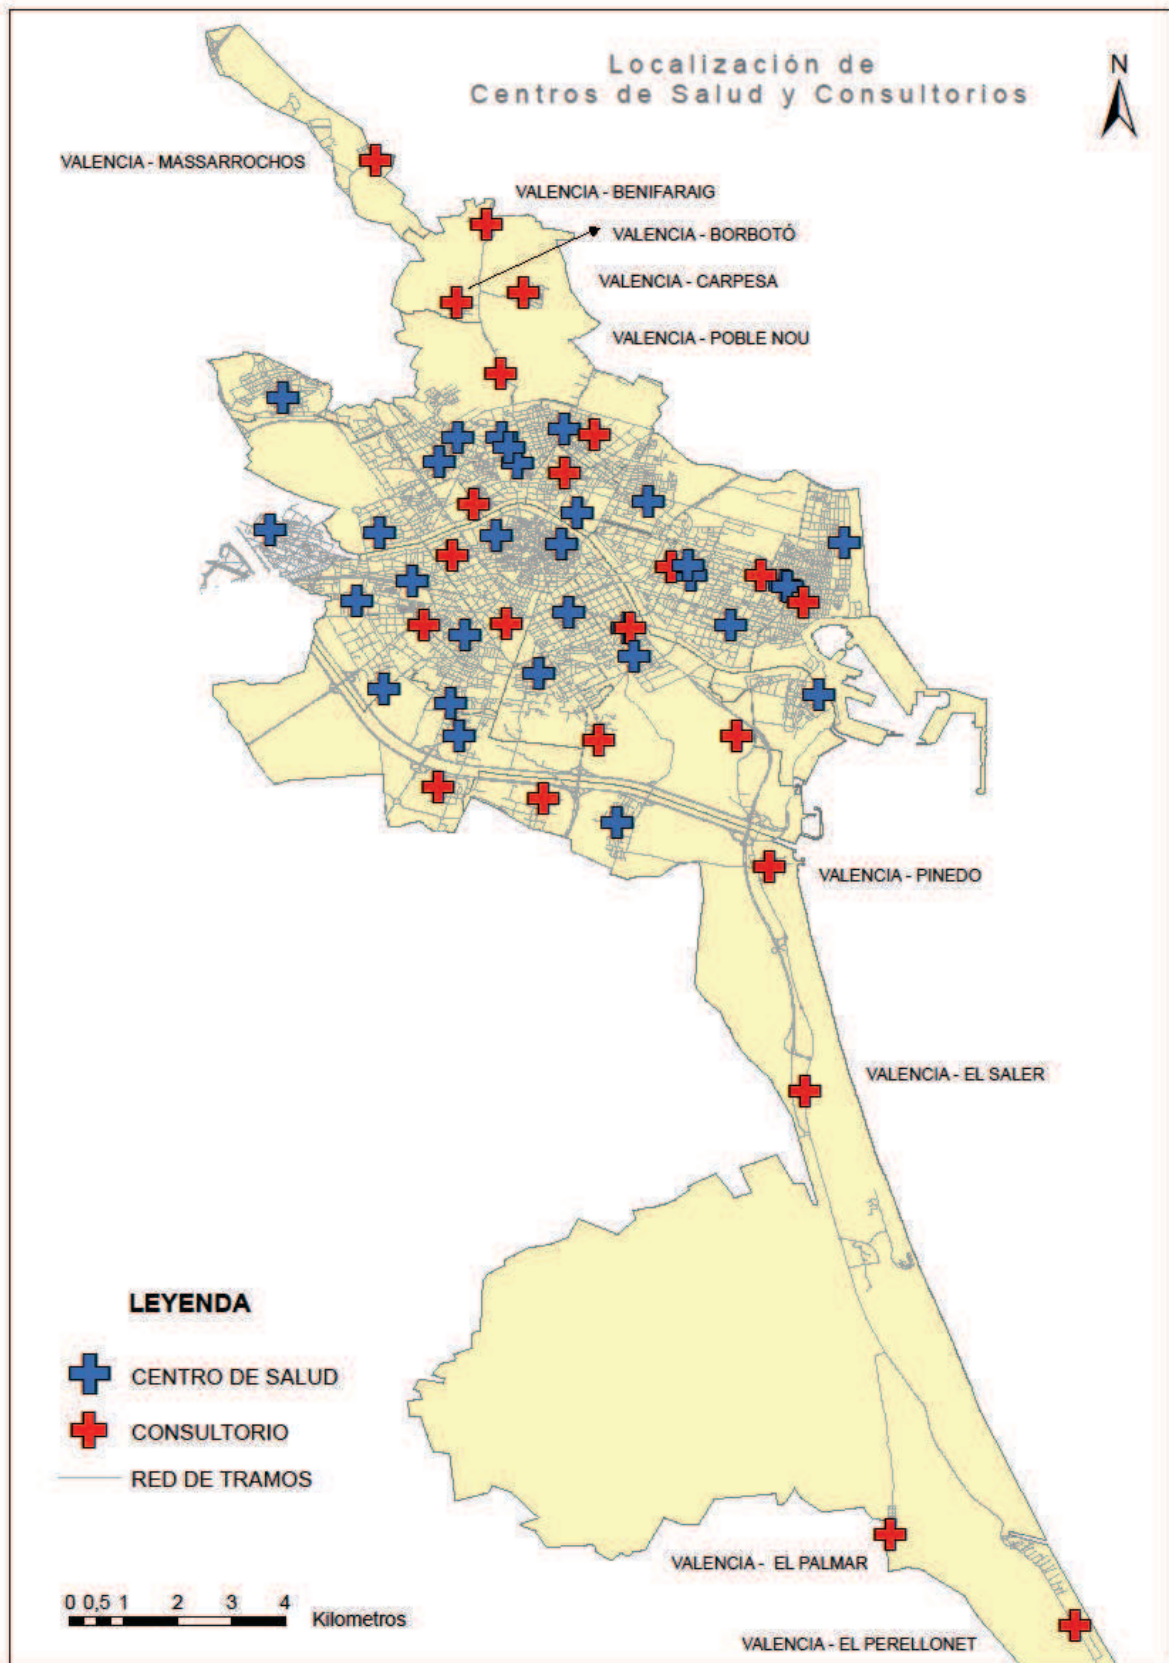 Localización de
Centros de Salud y Consultorios
N
VALENCIA - MASSARROCHOS
VALENCIA - BENIFARAIG
VALENCIA - BORBOTÓ
VALENCIA - CARPESA
VALENCIA - POBLE NOU
VALENCIA - PINEDO
VALENCIA - EL SALER
LEYENDA
CENTRO DE SALUD
CONSULTORIO
RED DE TRAMOS
VALENCIA - EL PALMAR
0 0,5 1 2 3 4
Kilometros
VALENCIA - EL PERELLONET